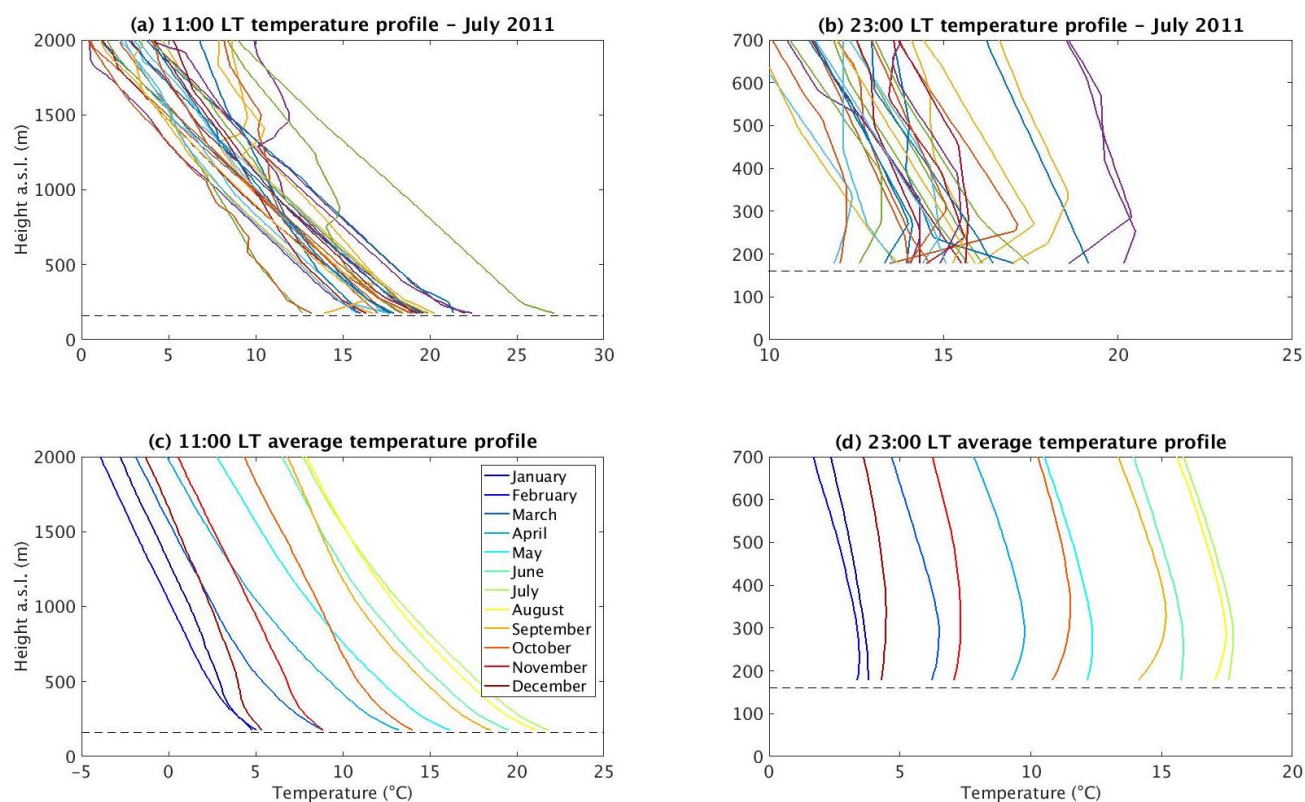 (a) 11:00 LT temperature profile – July 2011
2000
1500
1000
500
0
Height a.s.l. (m)
0 5 10 15 20 25 30
(b) 23:00 LT temperature profile – July 2011
700
600
500
400
300
200
100
0
10 15 20 25
(c) 11:00 LT average temperature profile
2000
1500
1000
500
0
Height a.s.l. (m)
January
February
March
April
May
June
July
August
September
October
November
December
−5 0 5 10 15 20 25
Temperature (°C)
(d) 23:00 LT average temperature profile
700
600
500
400
300
200
100
0
0 5 10 15 20
Temperature (°C)